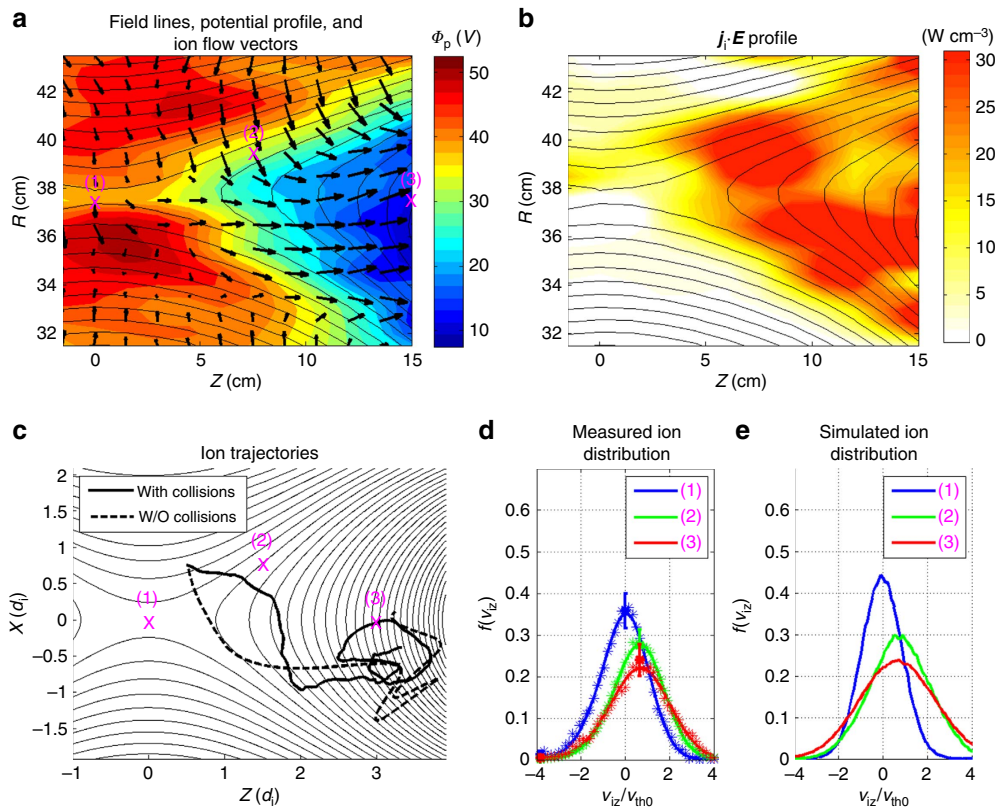 a
Field lines, potential profile, and
ion flow vectors
Φp (V)
42
40
38
36
34
32
R (cm)
0
5
10
15
Z (cm)
(1)
(2)
(3)
X
X
X
50
40
30
20
10
b
ji·E profile
(W cm−3)
42
40
38
36
34
32
R (cm)
0
5
10
15
Z (cm)
30
25
20
15
10
5
0
c
Ion trajectories
With collisions
W/O collisions
2
1.5
1
0.5
0
−0.5
−1
−1.5
X (di)
−1
0
1
2
3
Z (di)
(1)
(2)
(3)
X
X
X
d
Measured ion
distribution
(1)
(2)
(3)
0.6
0.5
0.4
0.3
0.2
0.1
0
f(viz)
−4
−2
0
2
4
viz/vth0
e
Simulated ion
distribution
(1)
(2)
(3)
0.6
0.5
0.4
0.3
0.2
0.1
0
f(viz)
−4
−2
0
2
4
viz/vth0